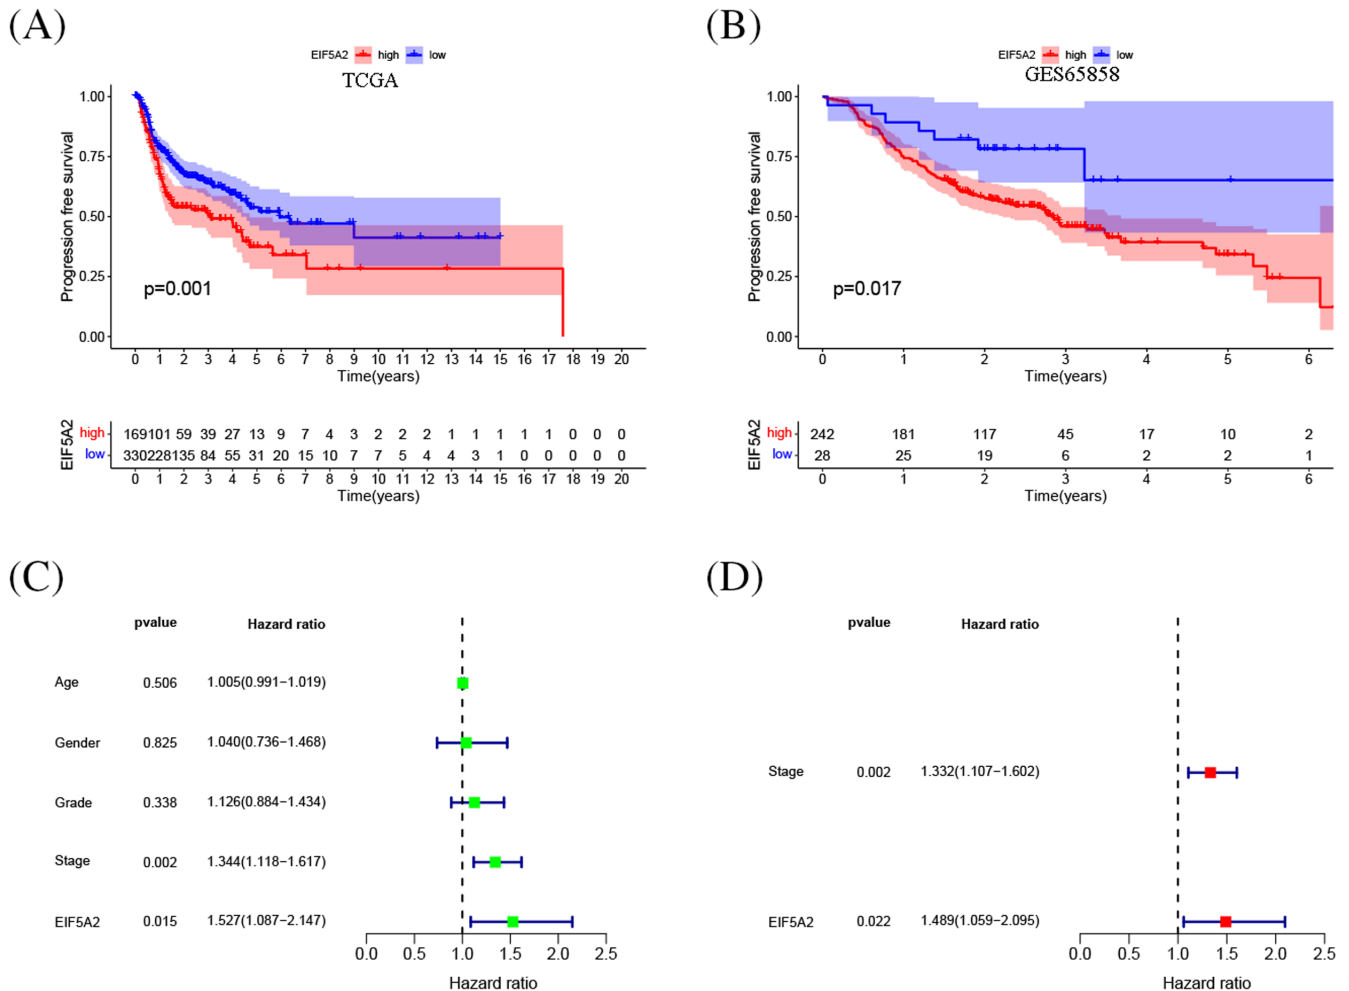 (A)
EIF5A2 high low
TCGA
Progression free survival
1.00
0.75
0.50
0.25
0.00
p=0.001
0 1 2 3 4 5 6 7 8 9 10 11 12 13 14 15 16 17 18 19 20
Time(years)
EIF5A2
high 169 101 59 39 27 13 9 7 4 3 2 2 2 1 1 1 1 1 0 0 0
low 330 228 135 84 55 31 20 15 10 7 7 5 4 4 3 1 0 0 0 0 0
0 1 2 3 4 5 6 7 8 9 10 11 12 13 14 15 16 17 18 19 20
Time(years)
(B)
EIF5A2 high low
GES65858
Progression free survival
1.00
0.75
0.50
0.25
0.00
p=0.017
0 1 2 3 4 5 6
Time(years)
EIF5A2
high 242 181 117 45 17 10 2
low 28 25 19 6 2 2 1
0 1 2 3 4 5 6
Time(years)
(C)
pvalue Hazard ratio
Age 0.506 1.005(0.991−1.019)
Gender 0.825 1.040(0.736−1.468)
Grade 0.338 1.126(0.884−1.434)
Stage 0.002 1.344(1.118−1.617)
EIF5A2 0.015 1.527(1.087−2.147)
0.0 0.5 1.0 1.5 2.0 2.5
Hazard ratio
(D)
pvalue Hazard ratio
Stage 0.002 1.332(1.107−1.602)
EIF5A2 0.022 1.489(1.059−2.095)
0.0 0.5 1.0 1.5 2.0 2.5
Hazard ratio